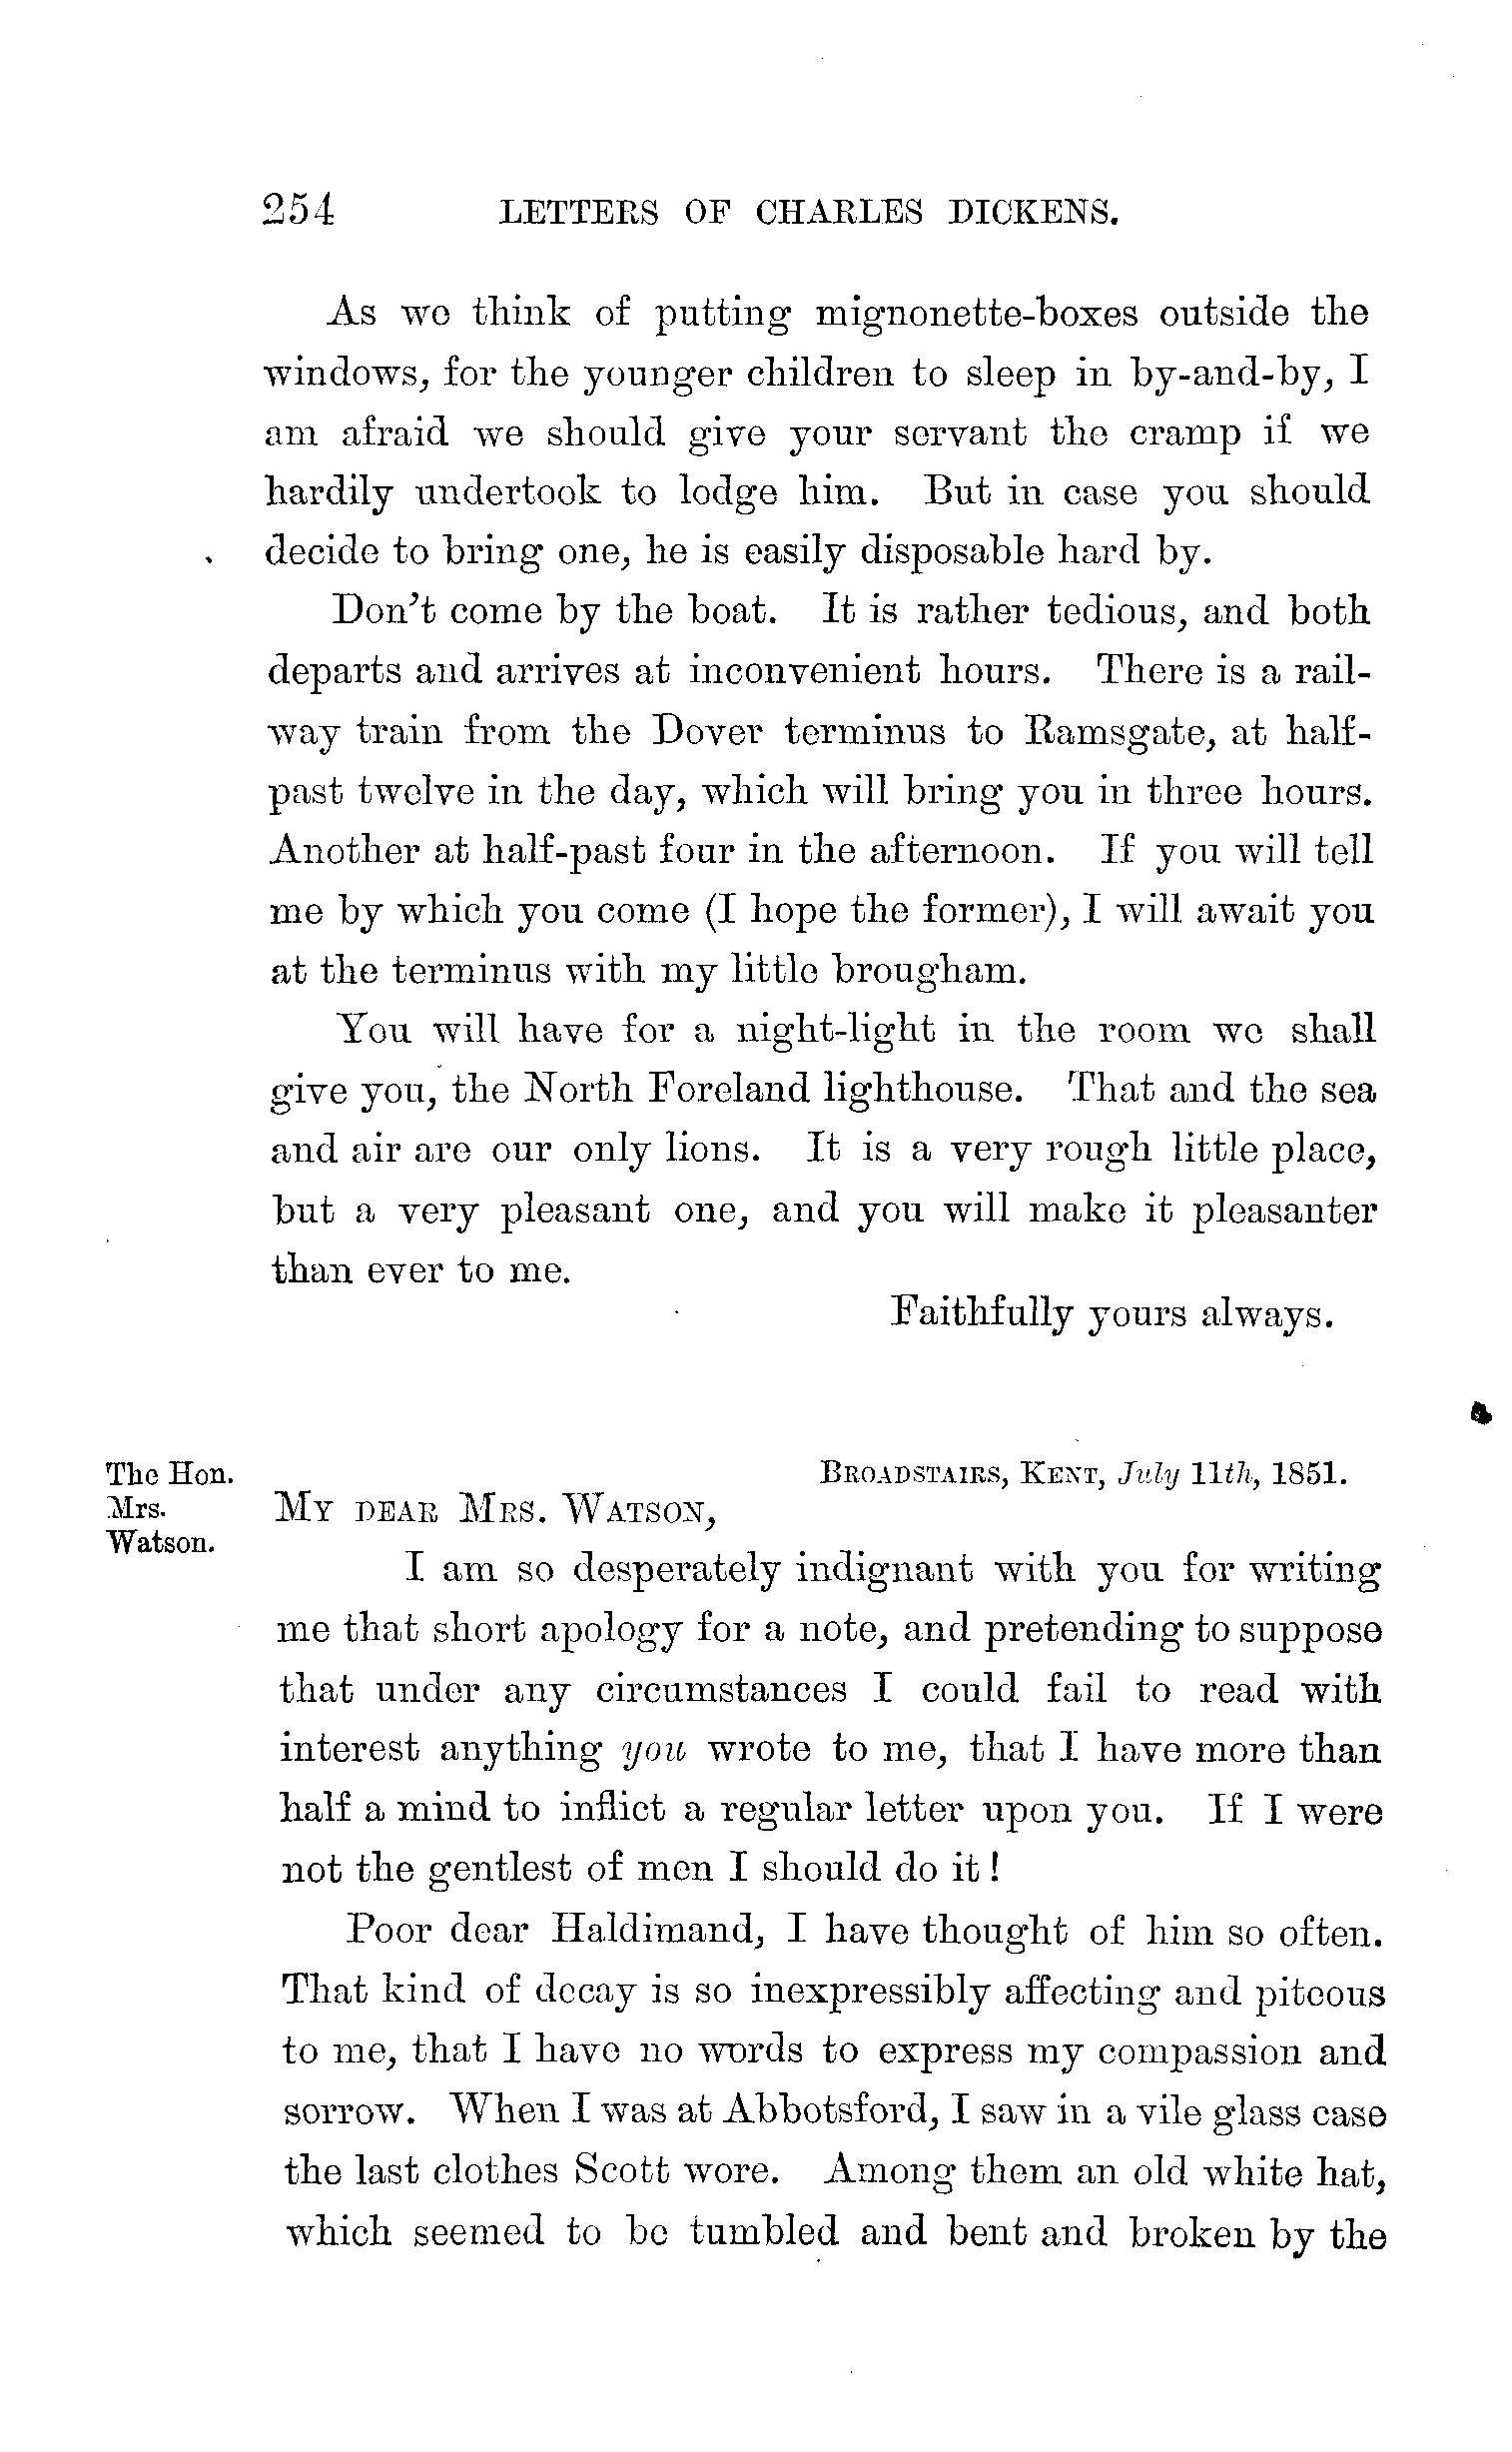 254 LETTERS OF CHARLES DICKENS.
As we think of putting mignonette-boxes outside the
windows, for the younger children to sleep in by-and-by, I
am afraid we should give your servant the cramp if we
hardily undertook to lodge him. But in case you should
decide to bring one, he is easily disposable hard by.
Don't come by the boat. It is rather tedious, and both
departs and arrives at inconvenient hours. There is a rail-
way train from the Dover terminus to Ramsgate, at half-
past twelve in the day, which will bring you in three hours.
Another at half-past four in the afternoon. If you will tell
me by which you come (I hope the former), I will await you
at the terminus with my little brougham.
You will have for a night-light in the room we shall
give you, the North Foreland lighthouse. That and the sea
and air are our only lions. It is a very rough little place,
but a very pleasant one, and you will make it pleasanter
than ever to me.
Faithfully yours always.
The Hon.
Mrs.
Watson.
BROADSTAIRS, KENT, July 11th, 1851.
MY DEAR MRS. WATSON,
I am so desperately indignant with you for writing
me that short apology for a note, and pretending to suppose
that under any circumstances I could fail to read with
interest anything you wrote to me, that I have more than
half a mind to inflict a regular letter upon you. If I were
not the gentlest of men I should do it!
Poor dear Haldimand, I have thought of him so often.
That kind of decay is so inexpressibly affecting and piteous
to me, that I have no words to express my compassion and
sorrow. When I was at Abbotsford, I saw in a vile glass case
the last clothes Scott wore. Among them an old white hat,
which seemed to be tumbled and bent and broken by the